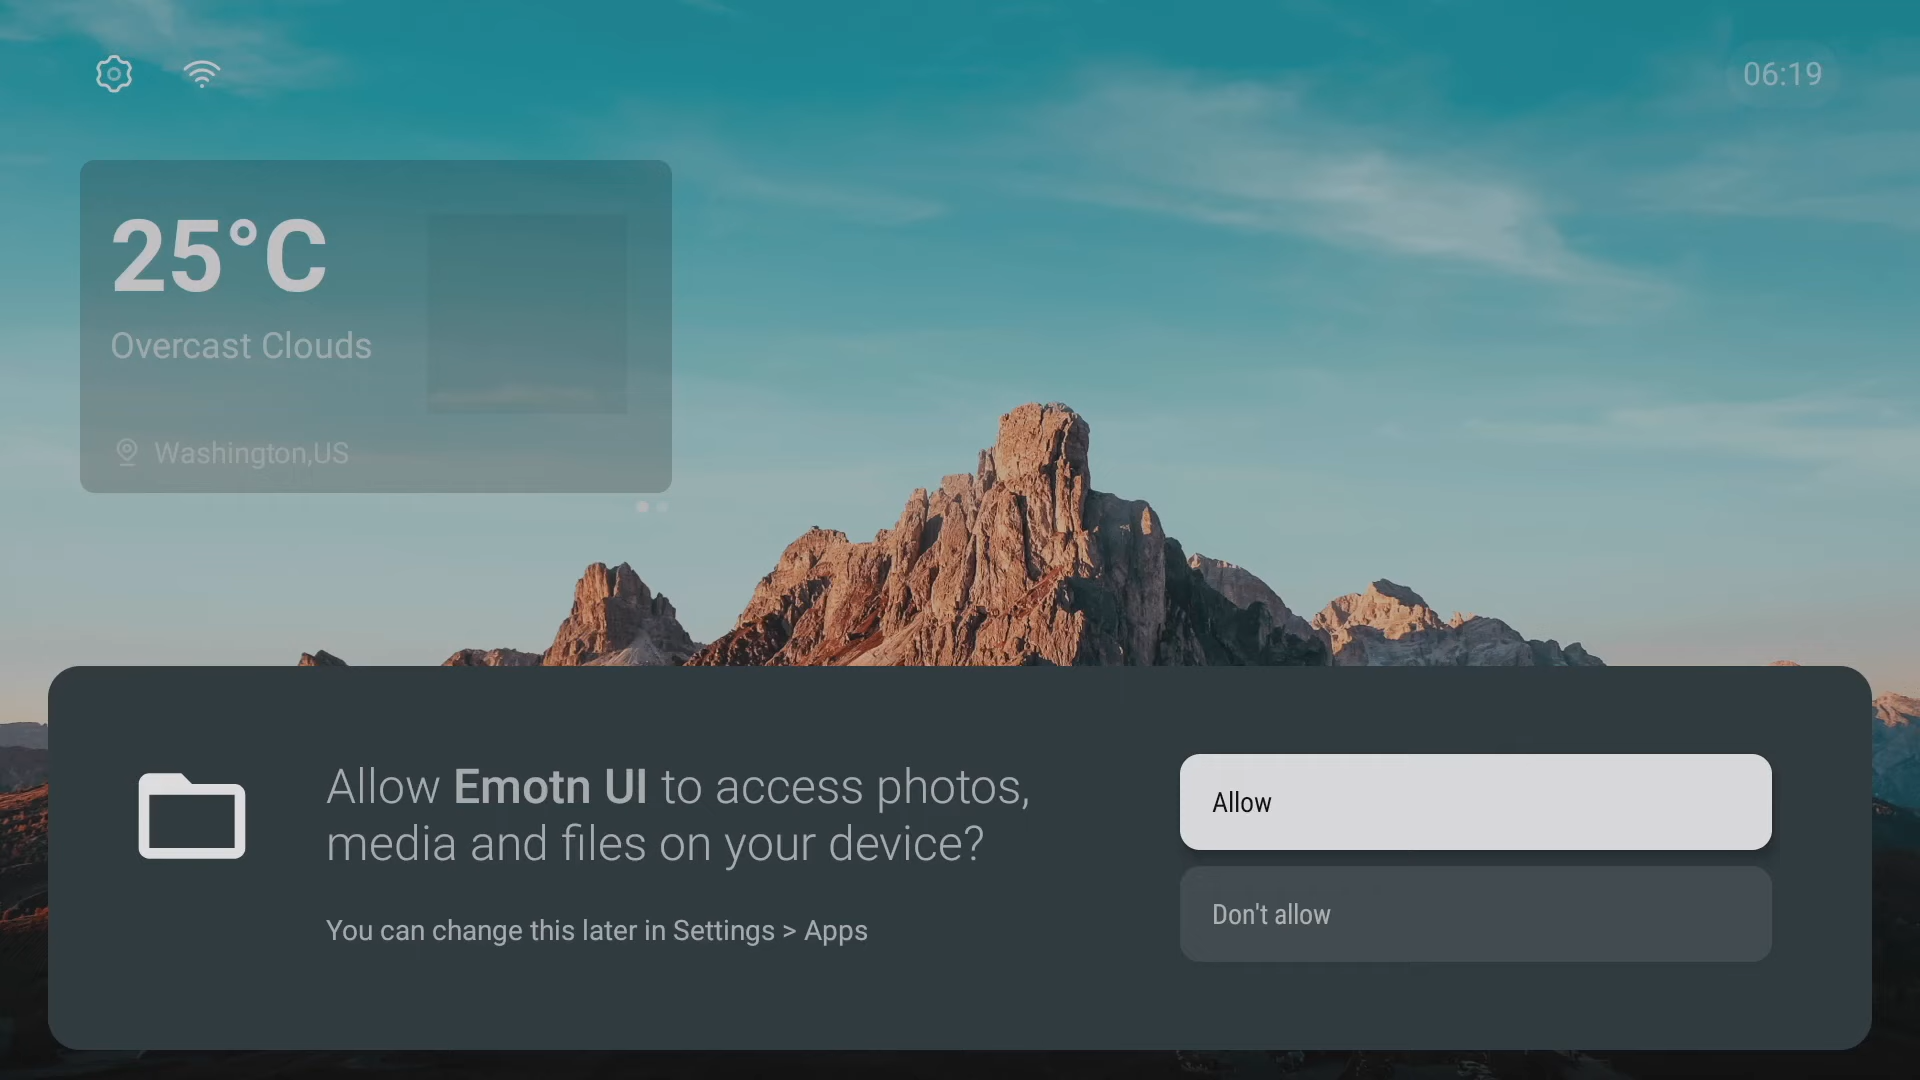 06:19
25°C
Overcast Clouds
Washington,US
Allow Emotn UI to access photos,
media and files on your device?
You can change this later in Settings > Apps
Allow
Don't allow